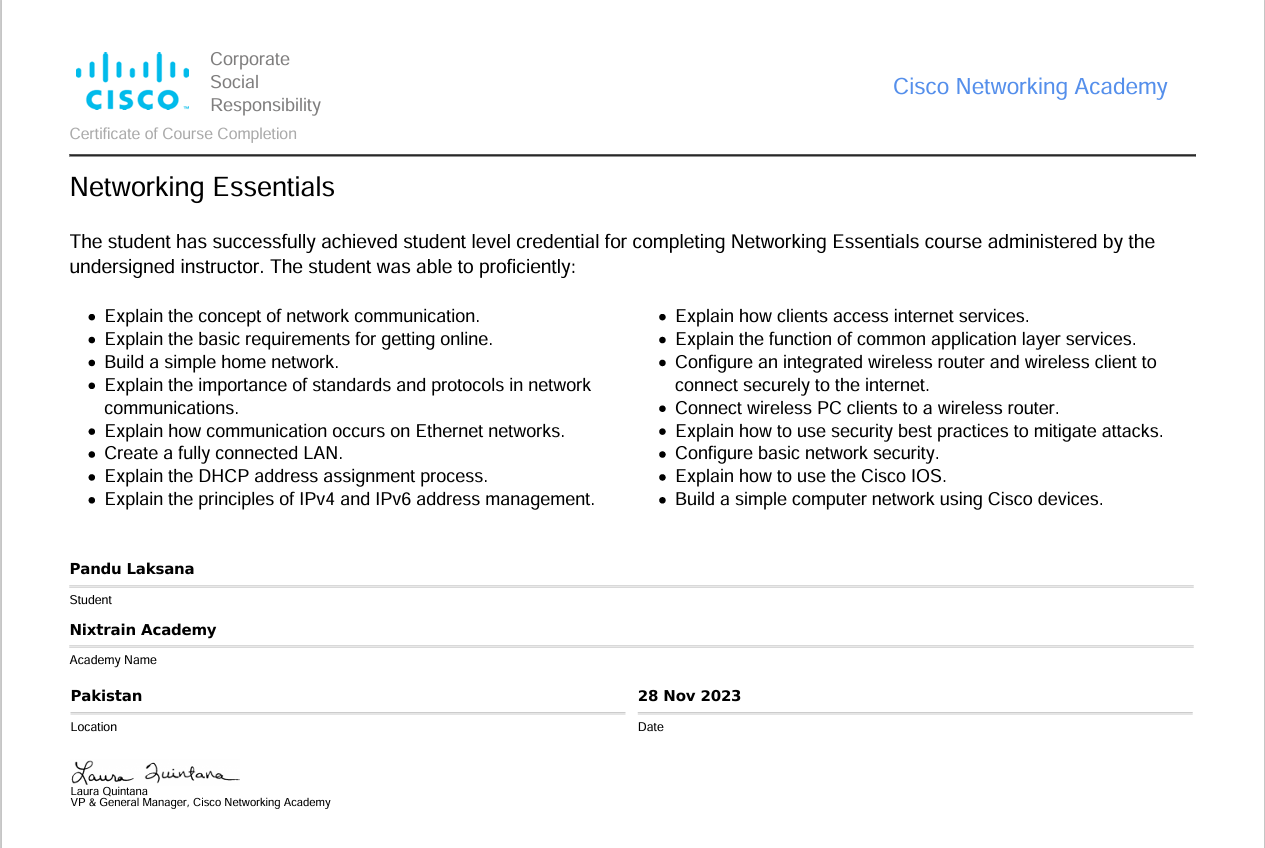 CISCO™
Corporate
Social
Responsibility
Cisco Networking Academy
Certificate of Course Completion
Networking Essentials
The student has successfully achieved student level credential for completing Networking Essentials course administered by the
undersigned instructor. The student was able to proficiently:
• Explain the concept of network communication.
• Explain the basic requirements for getting online.
• Build a simple home network.
• Explain the importance of standards and protocols in network
communications.
• Explain how communication occurs on Ethernet networks.
• Create a fully connected LAN.
• Explain the DHCP address assignment process.
• Explain the principles of IPv4 and IPv6 address management.
• Explain how clients access internet services.
• Explain the function of common application layer services.
• Configure an integrated wireless router and wireless client to
connect securely to the internet.
• Connect wireless PC clients to a wireless router.
• Explain how to use security best practices to mitigate attacks.
• Configure basic network security.
• Explain how to use the Cisco IOS.
• Build a simple computer network using Cisco devices.
Pandu Laksana
Student
Nixtrain Academy
Academy Name
Pakistan
Location
28 Nov 2023
Date
Laura Quintana
Laura Quintana
VP & General Manager, Cisco Networking Academy